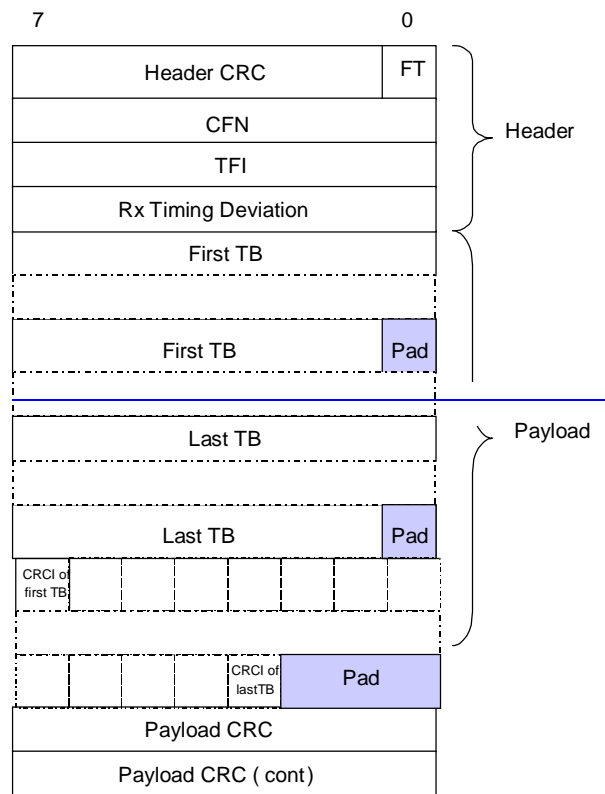 7 0
Header CRC FT
CFN
TFI
Rx Timing Deviation
Header
First TB
First TB Pad
Last TB
Payload
Last TB Pad
CRCI of
first TB
CRCI of
lastTB
Pad
Payload CRC
Payload CRC ( cont)